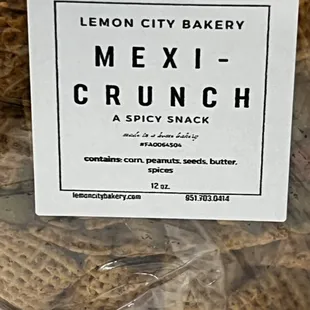 LEMON CITY BAKERY
MEXI-
CRUNCH
A SPICY SNACK
made in a home bakery
#FA0064504
contains: corn, peanuts, seeds, butter,
spices
12 oz.
lemoncitybakery.com 951.703.0414